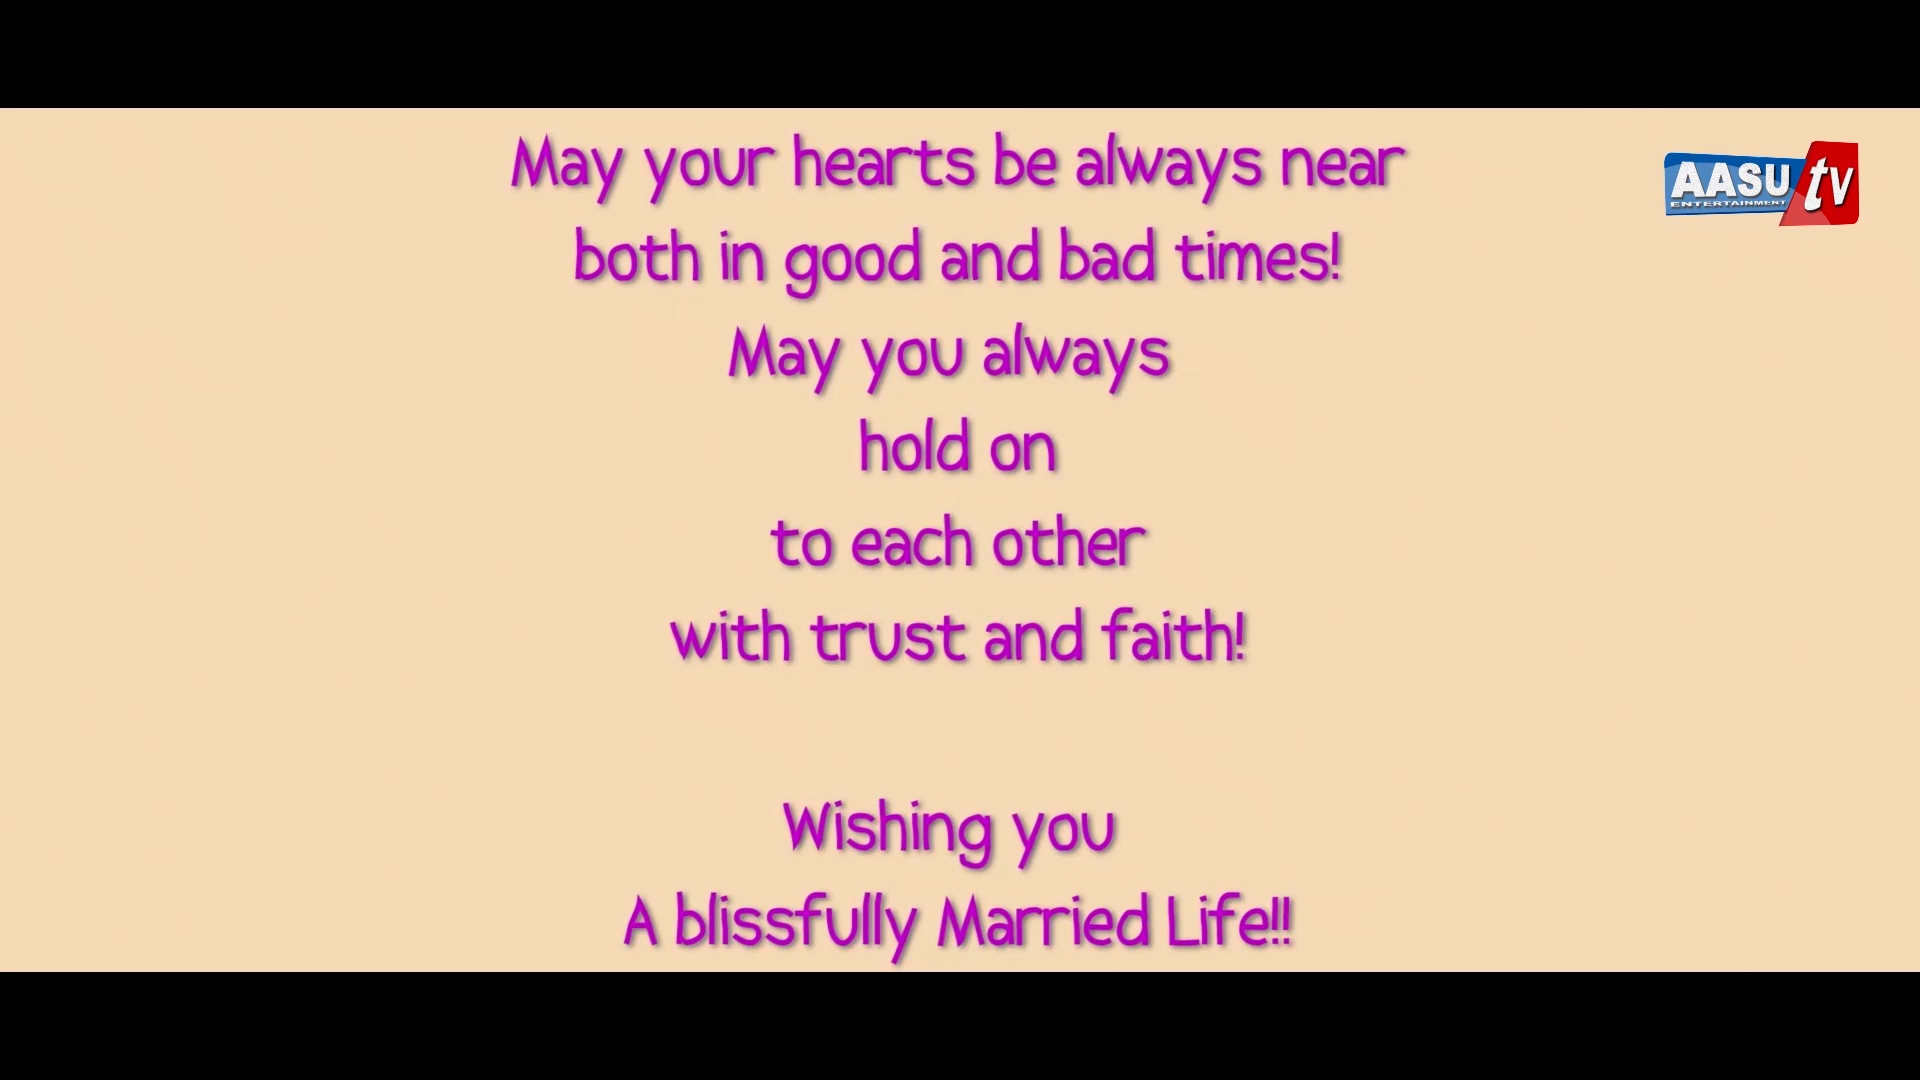 May your hearts be always near
both in good and bad times!
May you always
hold on
to each other
with trust and faith!
Wishing you
A blissfully Married Life!!
AASU tv
ENTERTAINMENT